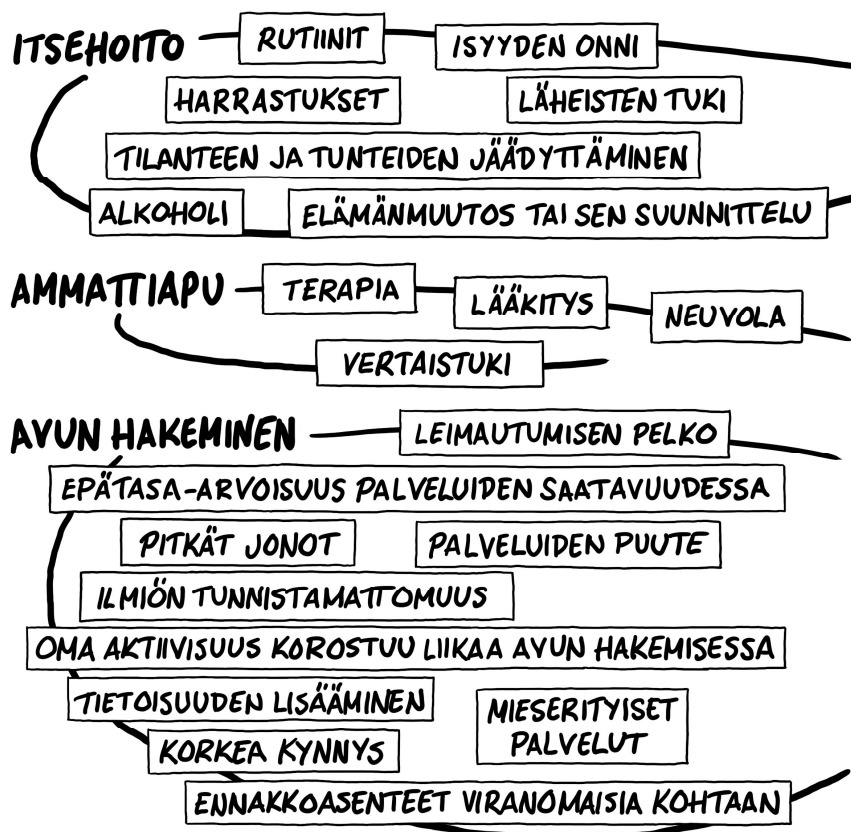 ITSEHOITO
RUTIINIT
ISYYDEN ONNI
HARRASTUKSET
LÄHEISTEN TUKI
TILANTEEN JA TUNTEIDEN JÄÄDYTTÄMINEN
ALKOHOLI
ELÄMÄNMUUTOS TAI SEN SUUNNITTELU
AMMATTIAPU
TERAPIA
LÄÄKITYS
NEUVOLA
VERTAISTUKI
AVUN HAKEMINEN
LEIMAUTUMISEN PELKO
EPÄTASA-ARVOISUUS PALVELUIDEN SAATAVUUDESSA
PITKÄT JONOT
PALVELUIDEN PUUTE
ILMIÖN TUNNISTAMATTOMUUS
OMA AKTIIVISUUS KOROSTUU LIIKAA AVUN HAKEMISESSA
TIETOISUUDEN LISÄÄMINEN
MIESERITYISET
PALVELUT
KORKEA KYNNYS
ENNAKKOASENTEET VIRANOMAISIA KOHTAAN